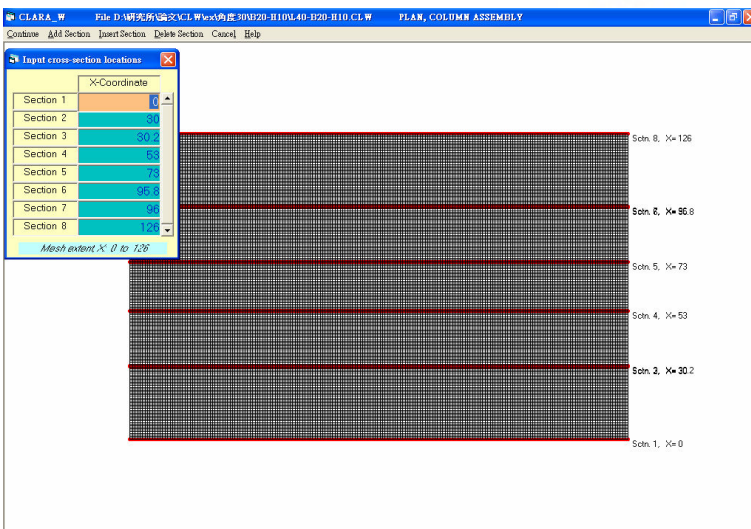 CLARA_W File D:\研究所\論文\CLW\ex\角度30\B20-H10\L40-B20-H10.CLW PLAN, COLUMN ASSEMBLY
Continue Add Section Insert Section Delete Section Cancel Help
Input cross-section locations
X-Coordinate
Section 1 0
Section 2 30
Section 3 30.2
Section 4 53
Section 5 73
Section 6 95.8
Section 7 96
Section 8 126
Mesh extent X: 0 to 126
Sctn. 8, X= 126
Sctn. X= 95.8
Sctn. 5, X= 73
Sctn. 4, X= 53
Sctn. X= 30.2
Sctn. 1, X= 0